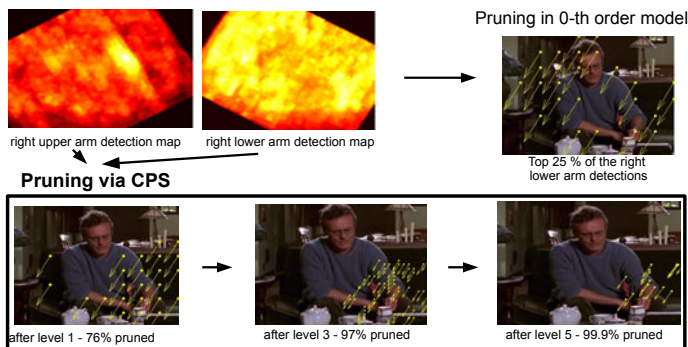 Pruning in 0-th order model
right upper arm detection map
right lower arm detection map
Top 25 % of the right
lower arm detections
Pruning via CPS
after level 1 - 76% pruned
after level 3 - 97% pruned
after level 5 - 99.9% pruned